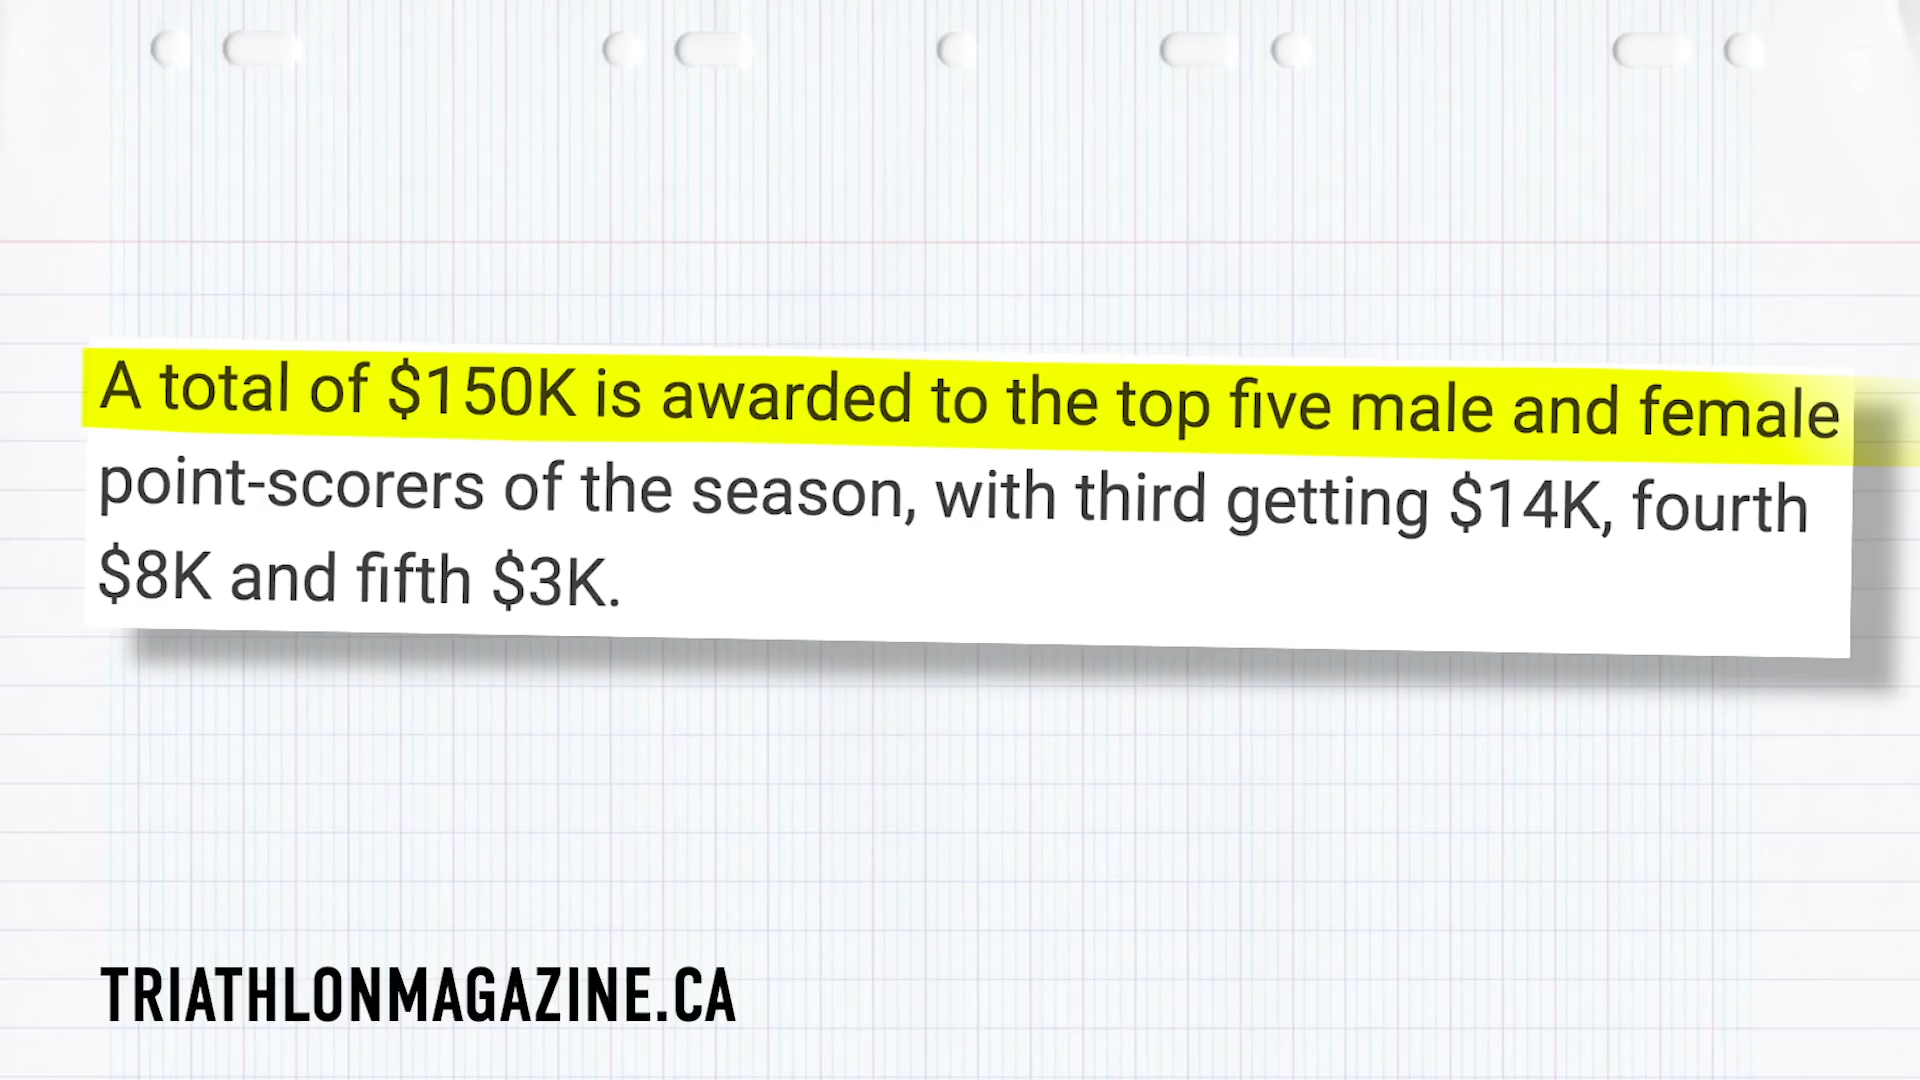 A total of $150K is awarded to the top five male and female
point-scorers of the season, with third getting $14K, fourth
$8K and fifth $3K.
TRIATHLONMAGAZINE.CA